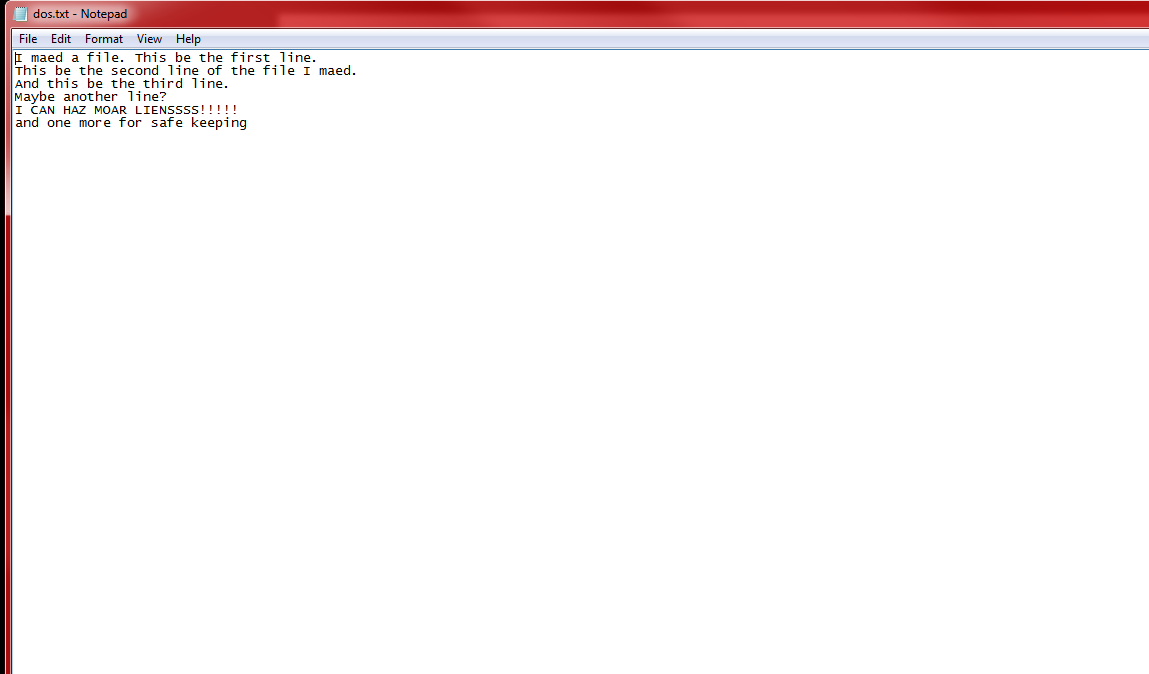 dos.txt - Notepad
File Edit Format View Help
I maed a file. This be the first line.
This be the second line of the file I maed.
And this be the third line.
Maybe another line?
I CAN HAZ MOAR LIENSSSS!!!!!
and one more for safe keeping